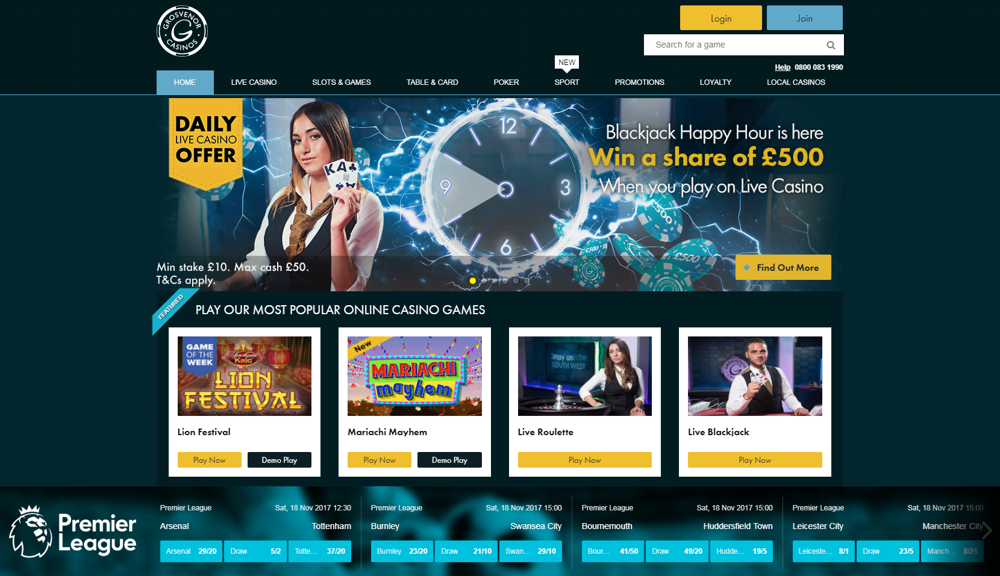 GROSVENOR
G
CASINOS
Login
Join
Search for a game
Help 0800 083 1990
NEW
HOME
LIVE CASINO
SLOTS & GAMES
TABLE & CARD
POKER
SPORT
PROMOTIONS
LOYALTY
LOCAL CASINOS
DAILY
LIVE CASINO
OFFER
K A
A
12
9
3
6
Blackjack Happy Hour is here
Win a share of £500
When you play on Live Casino
£500
£500
£500
GROSVENOR
Min stake £10. Max cash £50.
T&Cs apply.
Find Out More
FEATURED
PLAY OUR MOST POPULAR ONLINE CASINO GAMES
GAME
OF THE
WEEK
Jackpot
KING
LION
FESTIVAL
New
MARIACHI
mayhem
Play on in the
SOUTH WEST
GROSVENOR
G
CASINOS
A
Lion Festival
Mariachi Mayhem
Live Roulette
Live Blackjack
Play Now
Demo Play
Play Now
Demo Play
Play Now
Play Now
Premier
League
Premier League
Sat, 18 Nov 2017 12:30
Arsenal
Tottenham
Arsenal 29/20
Draw 5/2
Totte... 37/20
Premier League
Sat, 18 Nov 2017 15:00
Burnley
Swansea City
Burnley 23/20
Draw 21/10
Swan... 29/10
Premier League
Sat, 18 Nov 2017 15:00
Bournemouth
Huddersfield Town
Bour... 41/50
Draw 49/20
Hudde... 19/5
Premier League
Sat, 18 Nov 2017 15:00
Leicester City
Manchester City
Leiceste... 8/1
Draw 23/5
Manch... 8/25